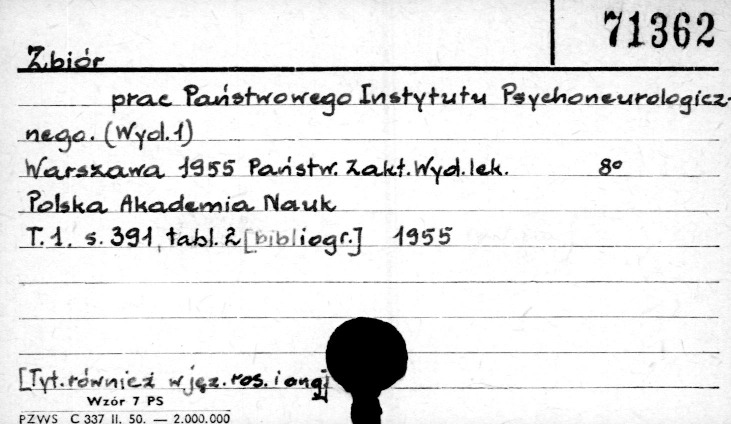 71362
Zbiór
prac Państwowego Instytutu Psychoneurologicz-
nego. (Wyd. 1)
Warszawa 1955 Państw. Zakł. Wyd. lek. 8°
Polska Akademia Nauk
T. 1. s. 391, tabl. 2 [bibliogr.] 1955
[Tyt. również w jęz. ros. i ang]
Wzór 7 PS
PZWS C 337 II. 50. — 2.000.000